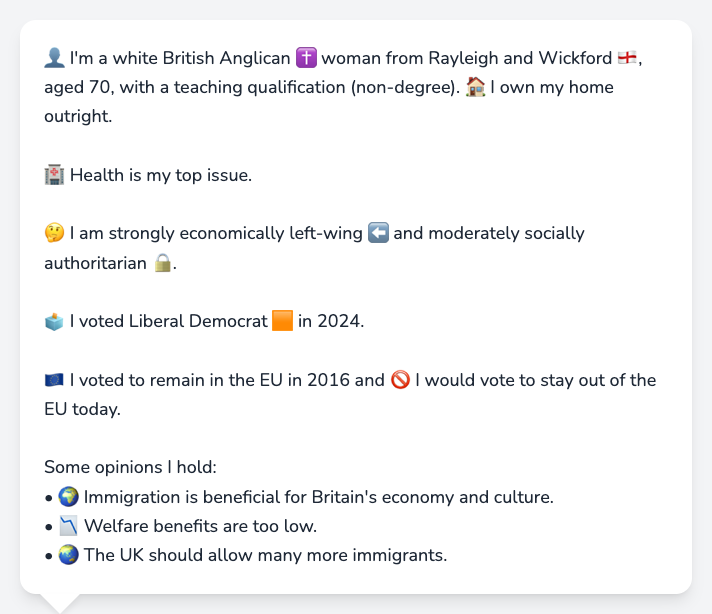 👤 I'm a white British Anglican ✝️ woman from Rayleigh and Wickford 🏴󠁧󠁢󠁥󠁮󠁧󠁿,
aged 70, with a teaching qualification (non-degree). 🏠 I own my home
outright.
🏥 Health is my top issue.
🤔 I am strongly economically left-wing ⬅️ and moderately socially
authoritarian 🔒.
🗳️ I voted Liberal Democrat 🟧 in 2024.
🇪🇺 I voted to remain in the EU in 2016 and 🚫 I would vote to stay out of the
EU today.
Some opinions I hold:
• 🌍 Immigration is beneficial for Britain's economy and culture.
• 📉 Welfare benefits are too low.
• 🌏 The UK should allow many more immigrants.